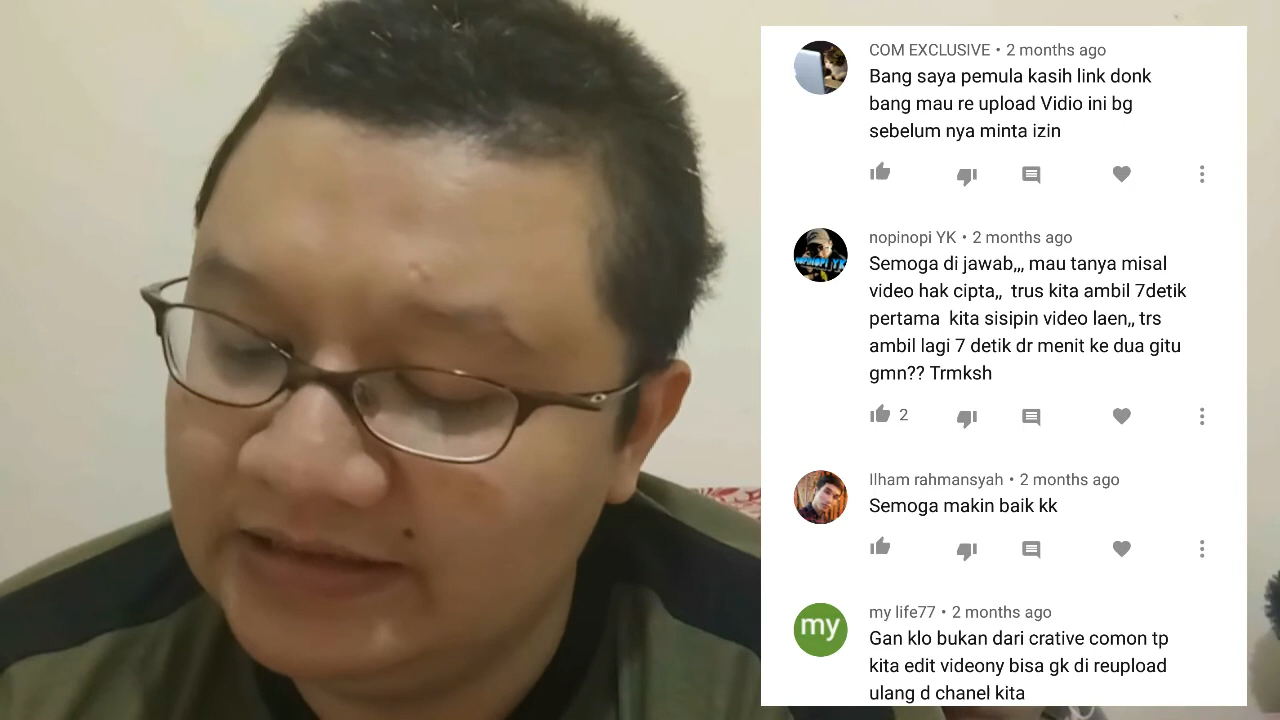 COM EXCLUSIVE • 2 months ago
Bang saya pemula kasih link donk
bang mau re upload Vidio ini bg
sebelum nya minta izin
nopinopi YK • 2 months ago
NOPINOPI YK
Semoga di jawab,,, mau tanya misal
video hak cipta,, trus kita ambil 7detik
pertama kita sisipin video laen,, trs
ambil lagi 7 detik dr menit ke dua gitu
gmn?? Trmksh
2
Ilham rahmansyah • 2 months ago
Semoga makin baik kk
my
my life77 • 2 months ago
Gan klo bukan dari crative comon tp
kita edit videony bisa gk di reupload
ulang d chanel kita